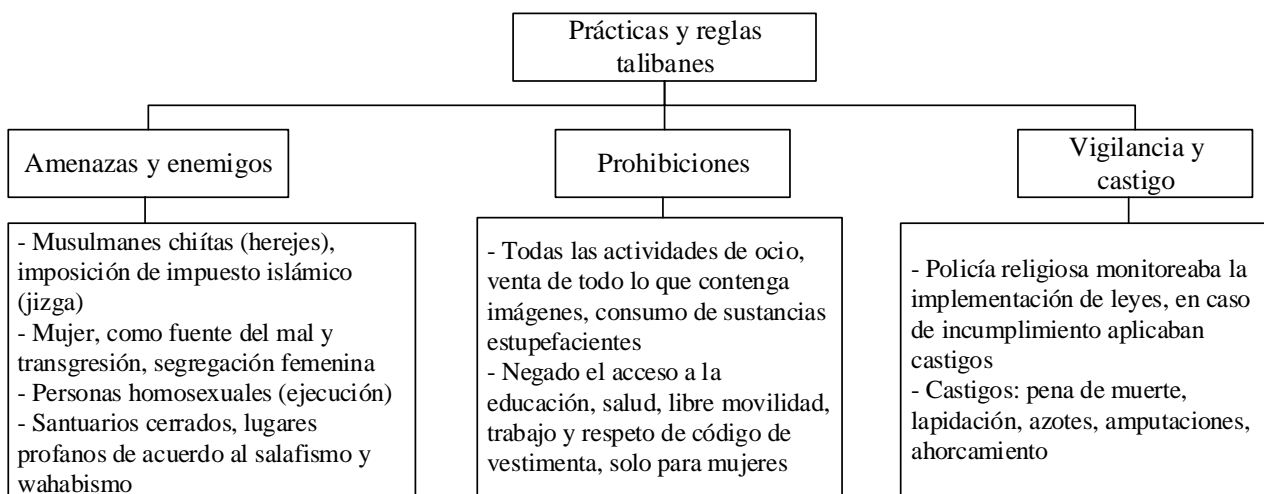 Prácticas y reglas
talibanes
Amenazas y enemigos
- Musulmanes chiítas (herejes),
imposición de impuesto islámico
(jizga)
- Mujer, como fuente del mal y
transgresión, segregación femenina
- Personas homosexuales (ejecución)
- Santuarios cerrados, lugares
profanos de acuerdo al salafismo y
wahabismo
Prohibiciones
- Todas las actividades de ocio,
venta de todo lo que contenga
imágenes, consumo de sustancias
estupefacientes
- Negado el acceso a la
educación, salud, libre movilidad,
trabajo y respeto de código de
vestimenta, solo para mujeres
Vigilancia y
castigo
- Policía religiosa monitoreaba la
implementación de leyes, en caso
de incumplimiento aplicaban
castigos
- Castigos: pena de muerte,
lapidación, azotes, amputaciones,
ahorcamiento